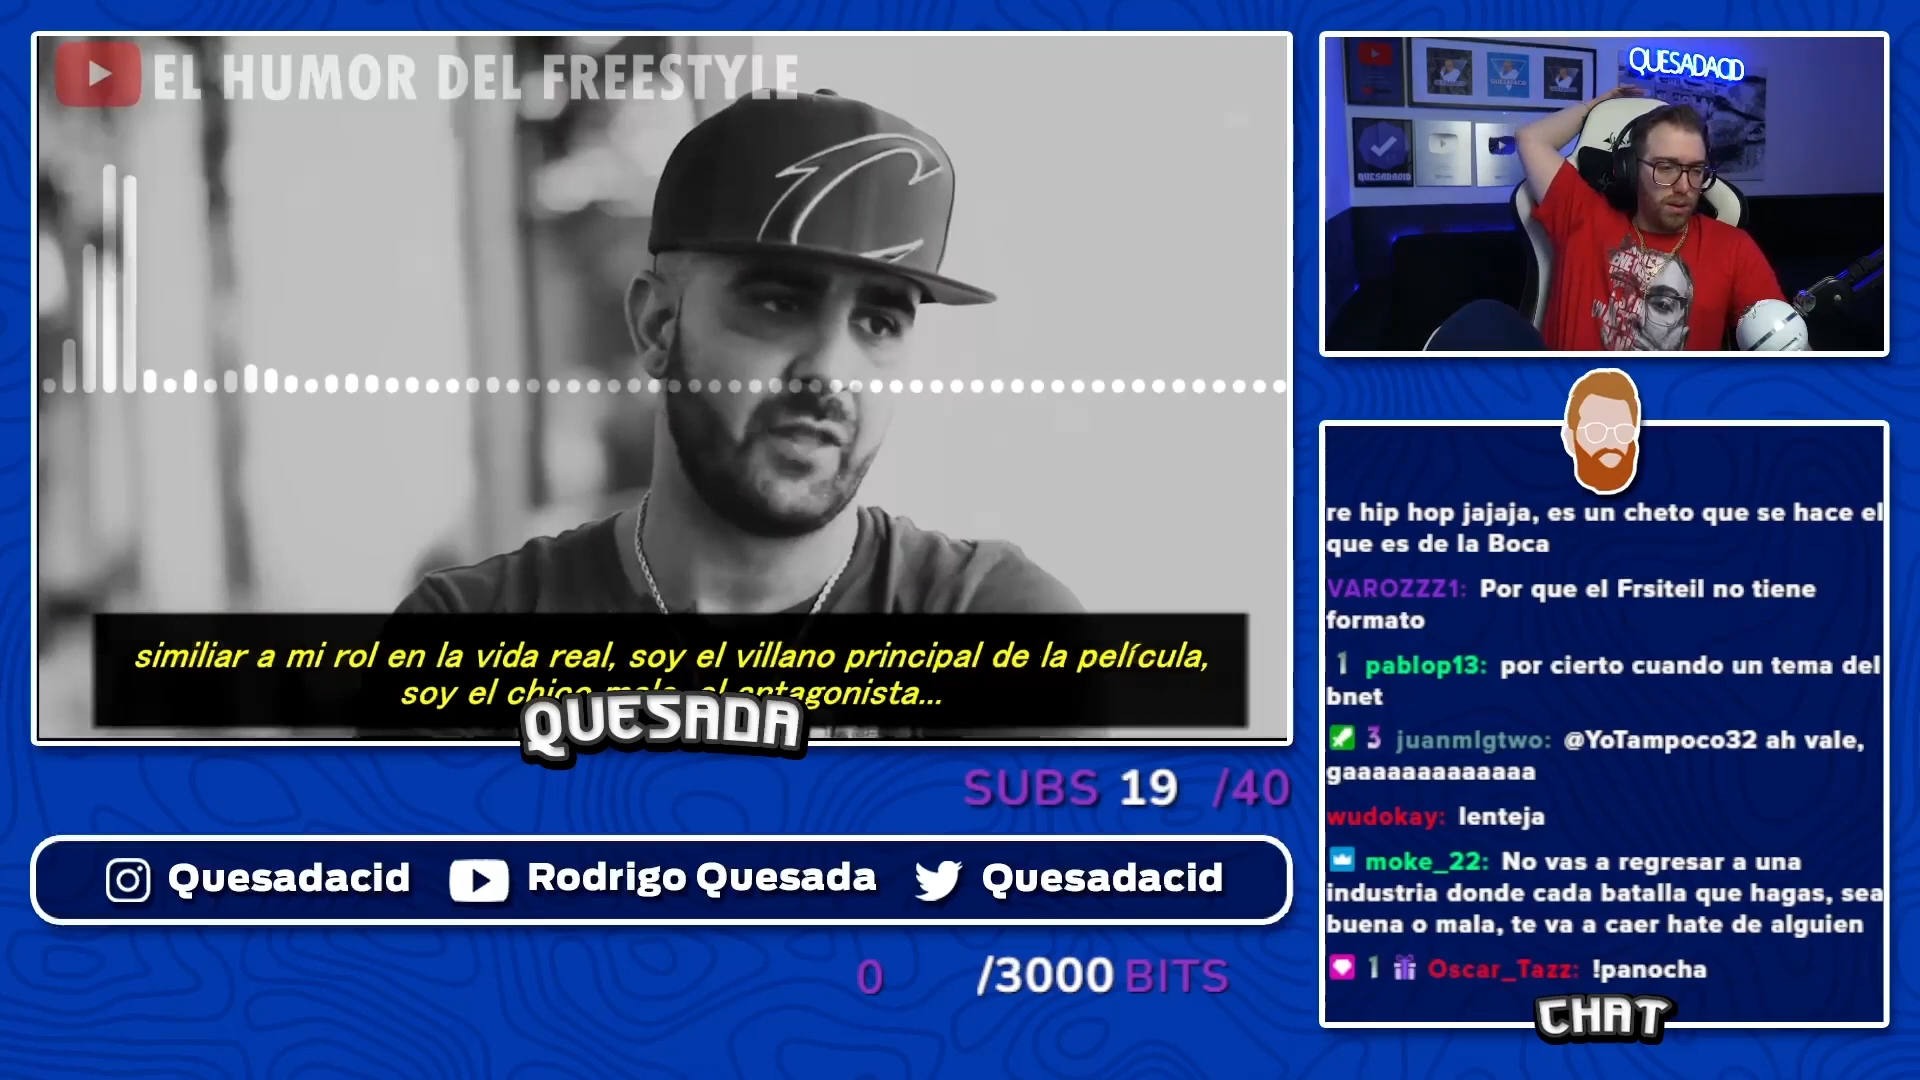 EL HUMOR DEL FREESTYLE
similiar a mi rol en la vida real, soy el villano principal de la película,
soy el chico malo, el antagonista...
QUESADA
SUBS 19 /40
Quesadacid Rodrigo Quesada Quesadacid
0 /3000 BITS
QUESADACID
QUESADACID
re hip hop jajaja, es un cheto que se hace el
que es de la Boca
VAROZZZ1: Por que el Frsiteil no tiene
formato
1 pablop13: por cierto cuando un tema del
bnet
3 juanmlgtwo: @YoTampoco32 ah vale,
gaaaaaaaaaaaaa
wudokay: lenteja
moke_22: No vas a regresar a una
industria donde cada batalla que hagas, sea
buena o mala, te va a caer hate de alguien
1 Oscar_Tazz: !panocha
CHAT